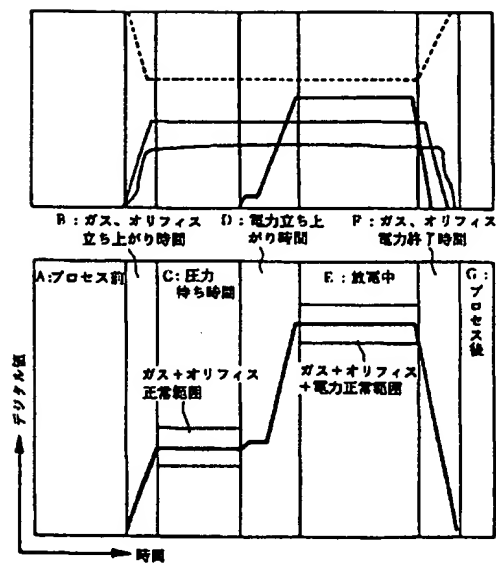 B：ガス、オリフィス
立ち上がり時間
D：電力立ち上
がり時間
F：ガス、オリフィス
電力終了時間
A：プロセス前
C：圧力
待ち時間
E：放電中
G：プロセス後
ガス＋オリフィス
正常範囲
ガス＋オリフィス
＋電力正常範囲
デジタル値
時間